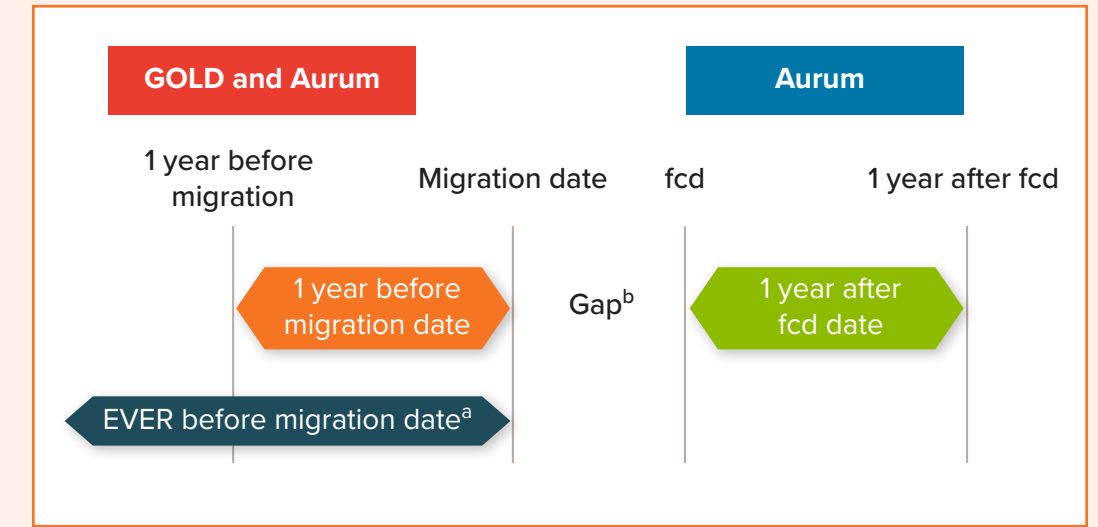 GOLD and Aurum
Aurum
1 year before
migration
Migration date
fcd
1 year after fcd
1 year before
migration date
Gapᵇ
1 year after
fcd date
EVER before migration dateᵃ